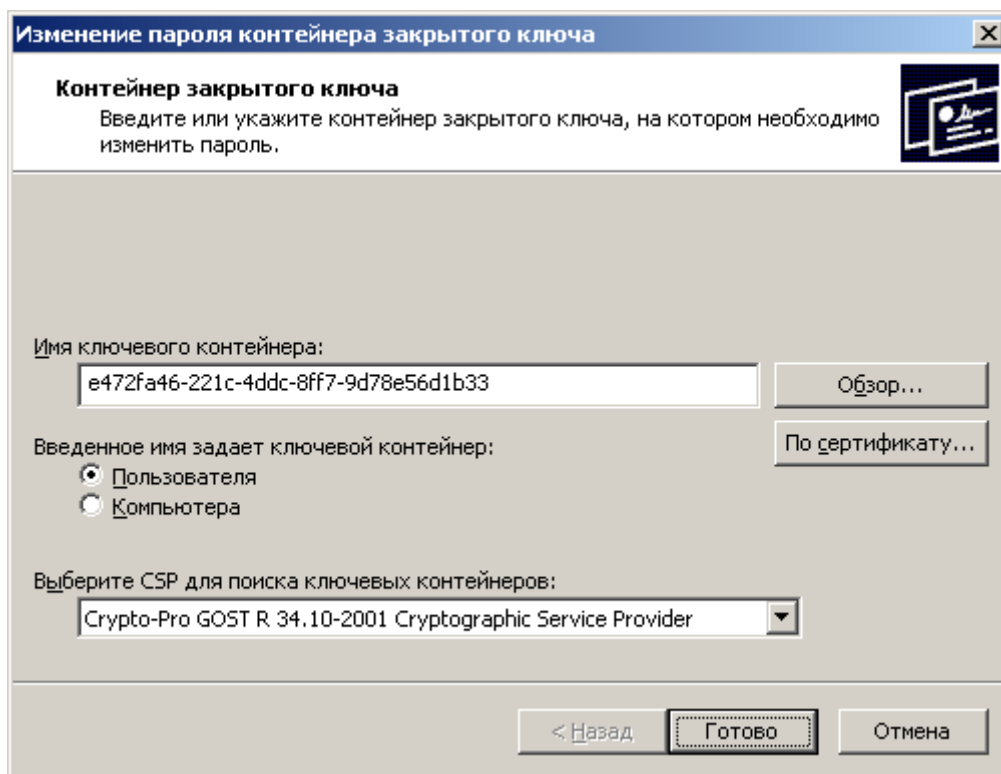 Изменение пароля контейнера закрытого ключа
Контейнер закрытого ключа
Введите или укажите контейнер закрытого ключа, на котором необходимо
изменить пароль.
Имя ключевого контейнера:
e472fa46-221c-4ddc-8ff7-9d78e56d1b33
Обзор...
Введенное имя задает ключевой контейнер:
По сертификату...
Пользователя
Компьютера
Выберите CSP для поиска ключевых контейнеров:
Crypto-Pro GOST R 34.10-2001 Cryptographic Service Provider
< Назад
Готово
Отмена